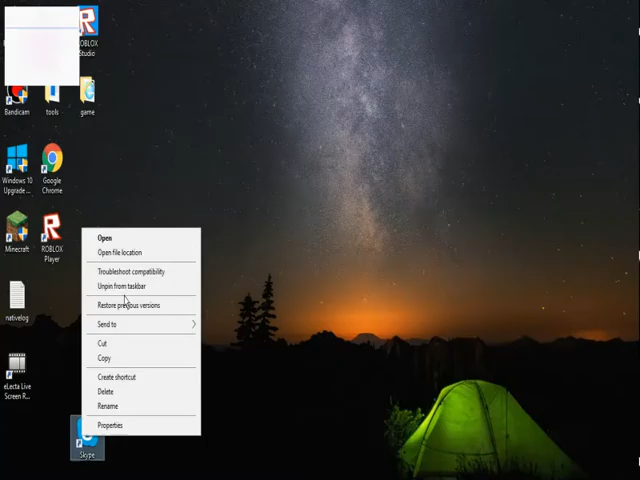 ROBLOX
Studio
Bandicam
tools
game
Windows 10
Upgrade ...
Google
Chrome
Minecraft
ROBLOX
Player
nativelog
eLecta Live
Screen R...
Skype
Open
Open file location
Troubleshoot compatibility
Unpin from taskbar
Restore previous versions
Send to
Cut
Copy
Create shortcut
Delete
Rename
Properties